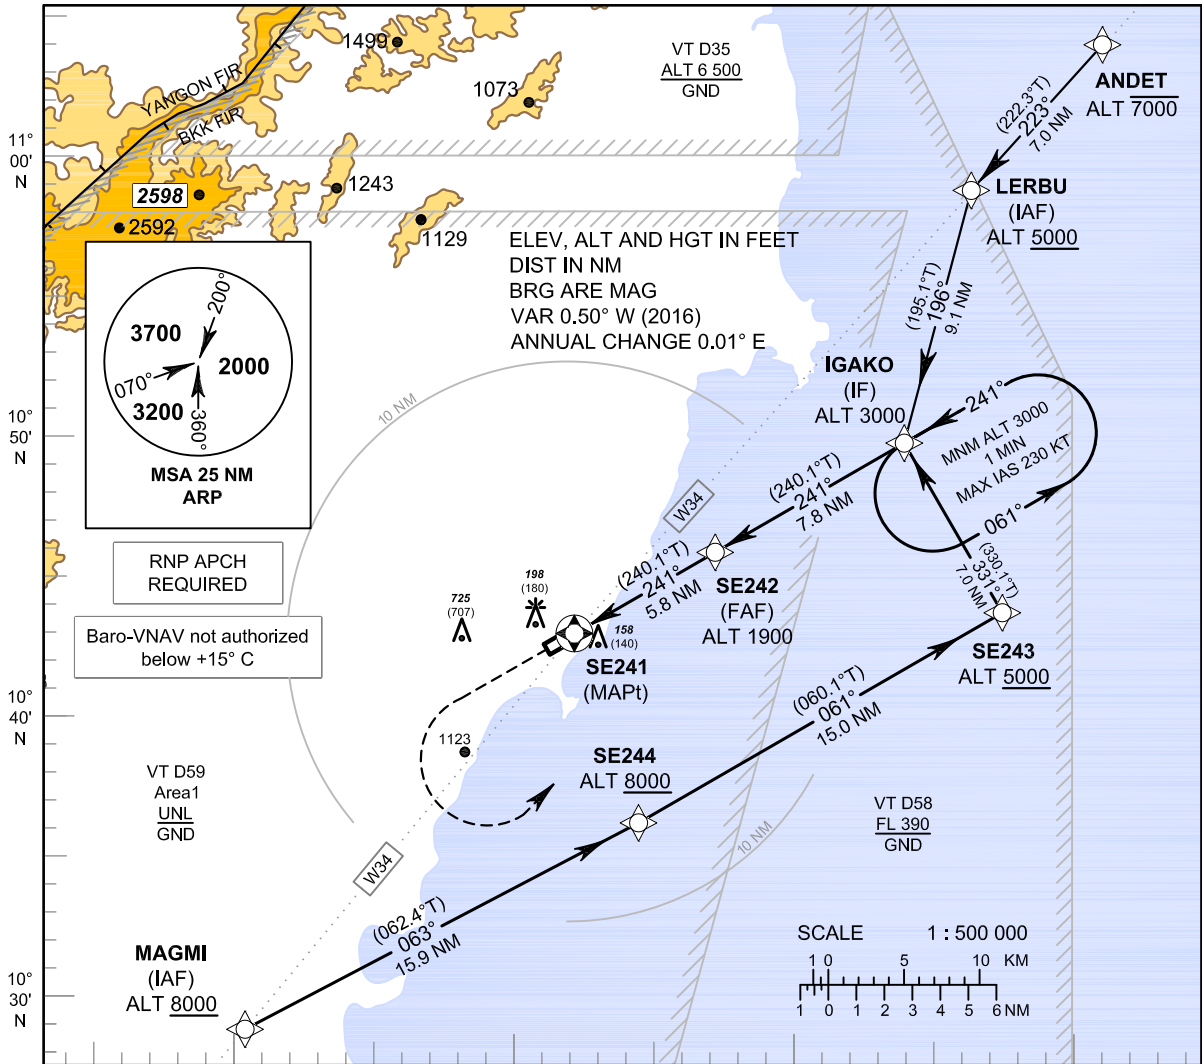 1499
1073
1243
1129
2598
2592
YANGON FIR
BKK FIR
VT D35
ALT 6 500
GND
ANDET
ALT 7000
(222.3°T)
223°
7.0 NM
LERBU
(IAF)
ALT 5000
(195.1°T)
196°
9.1 NM
11°
00'
N
ELEV, ALT AND HGT IN FEET
DIST IN NM
BRG ARE MAG
VAR 0.50° W (2016)
ANNUAL CHANGE 0.01° E
200°
3700
2000
070°
3200
360°
MSA 25 NM
ARP
10°
50'
N
10 NM
IGAKO
(IF)
ALT 3000
241°
MNM ALT 3000
1 MIN
MAX IAS 230 KT
061°
(240.1°T)
241°
7.8 NM
W34
(330.1°T)
331°
7.0 NM
RNP APCH
REQUIRED
Baro-VNAV not authorized
below +15° C
725
(707)
198
(180)
158
(140)
(240.1°T)
241°
5.8 NM
SE242
(FAF)
ALT 1900
SE241
(MAPt)
SE243
ALT 5000
(060.1°T)
061°
15.0 NM
10°
40'
N
1123
SE244
ALT 8000
VT D59
Area1
UNL
GND
VT D58
FL 390
GND
10 NM
W34
(062.4°T)
063°
15.9 NM
MAGMI
(IAF)
ALT 8000
10°
30'
N
SCALE 1 : 500 000
1 0 5 10 KM
1 0 1 2 3 4 5 6 NM